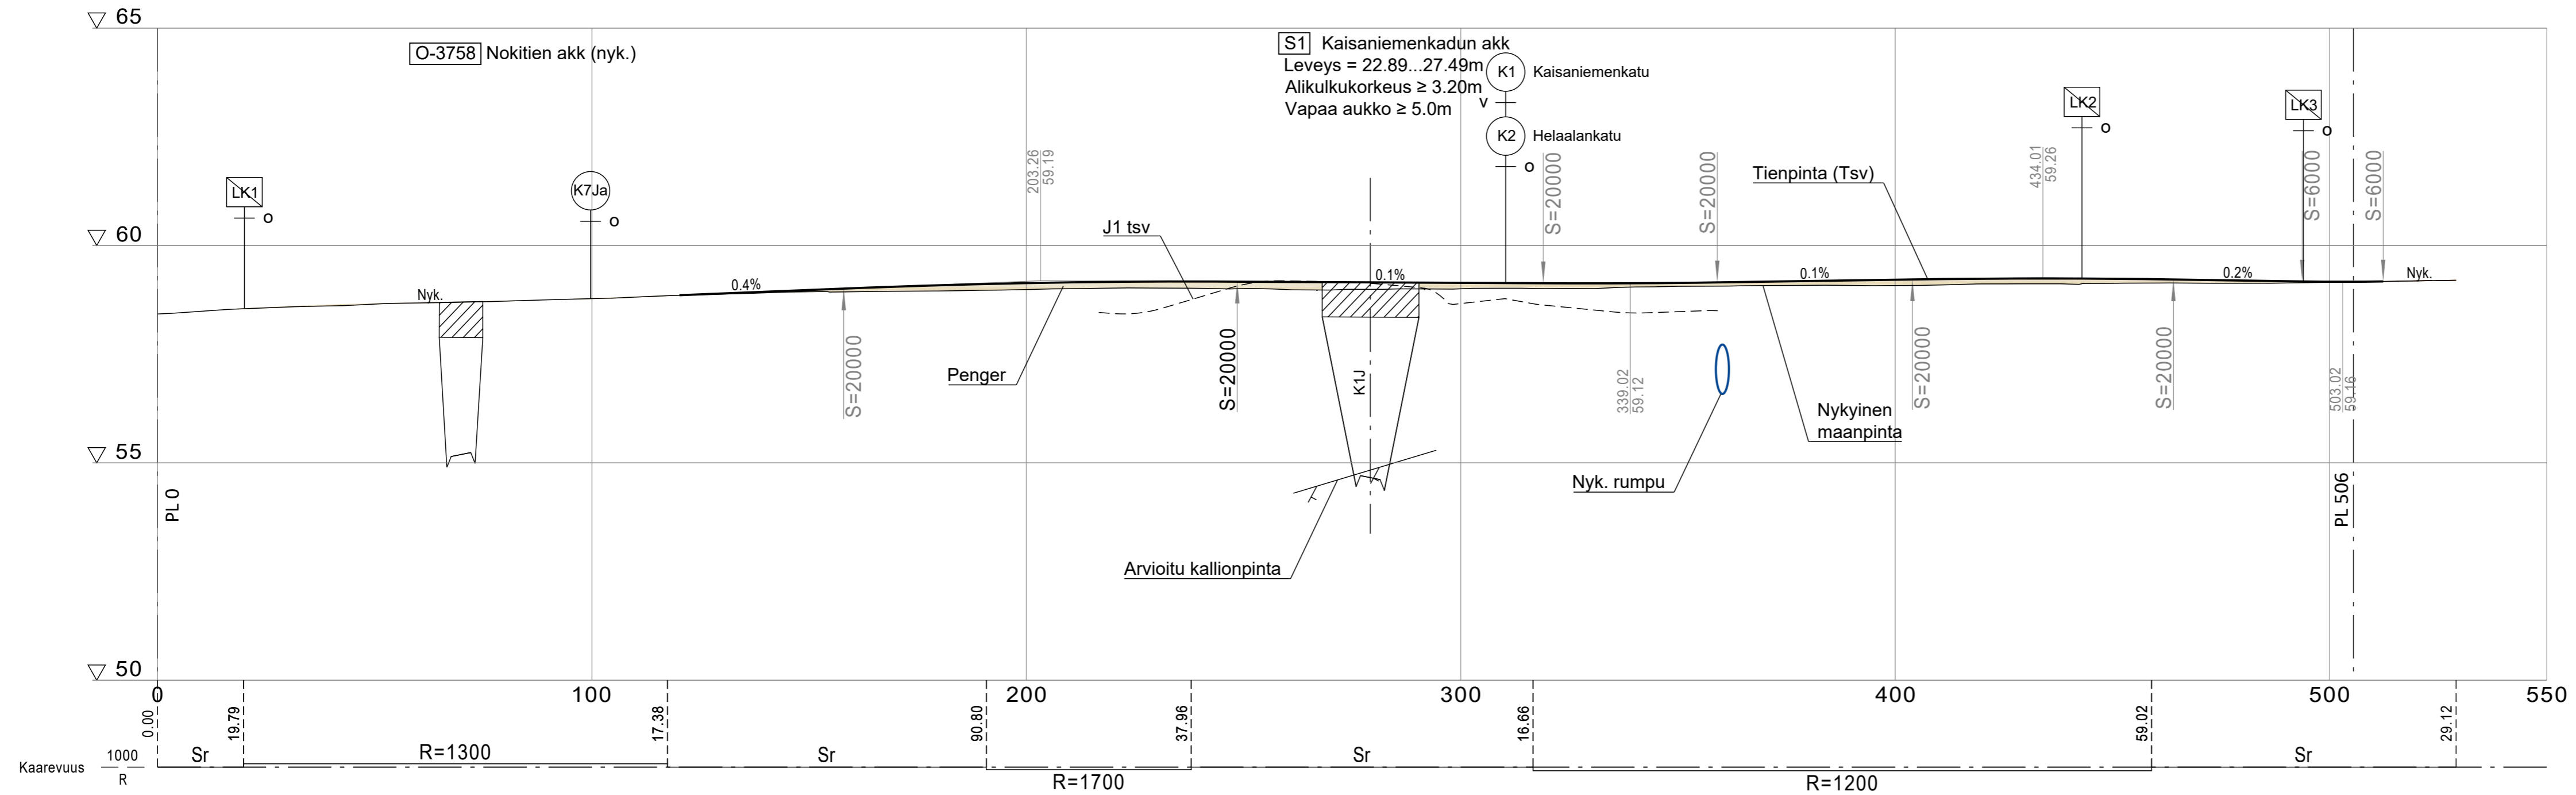 65
O-3758 Nokitien akk (nyk.)
S1 Kaisaniemenkadun akk
Leveys = 22.89...27.49m
Alikulkukorkeus ≥ 3.20m
Vapaa aukko ≥ 5.0m
K1 Kaisaniemenkatu
v
K2 Helaalankatu
o
LK1
o
K7Ja
o
203.26
59.19
S=20000
S=20000
Tienpinta (Tsv)
434.01
59.26
LK2
o
LK3
o
S=6000
S=6000
60
J1 tsv
Nyk.
0.4%
0.1%
0.1%
0.2%
Nyk.
S=20000
Penger
S=20000
K1J
339.02
59.12
S=20000
S=20000
503.02
59.16
Nykyinen
maanpinta
55
Nyk. rumpu
PL 0
PL 506
Arvioitu kallionpinta
50
0
100
200
300
400
500
550
0.00
19.79
17.38
90.80
37.96
16.66
59.02
29.12
Kaarevuus
1000
R
Sr
R=1300
Sr
R=1700
Sr
R=1200
Sr